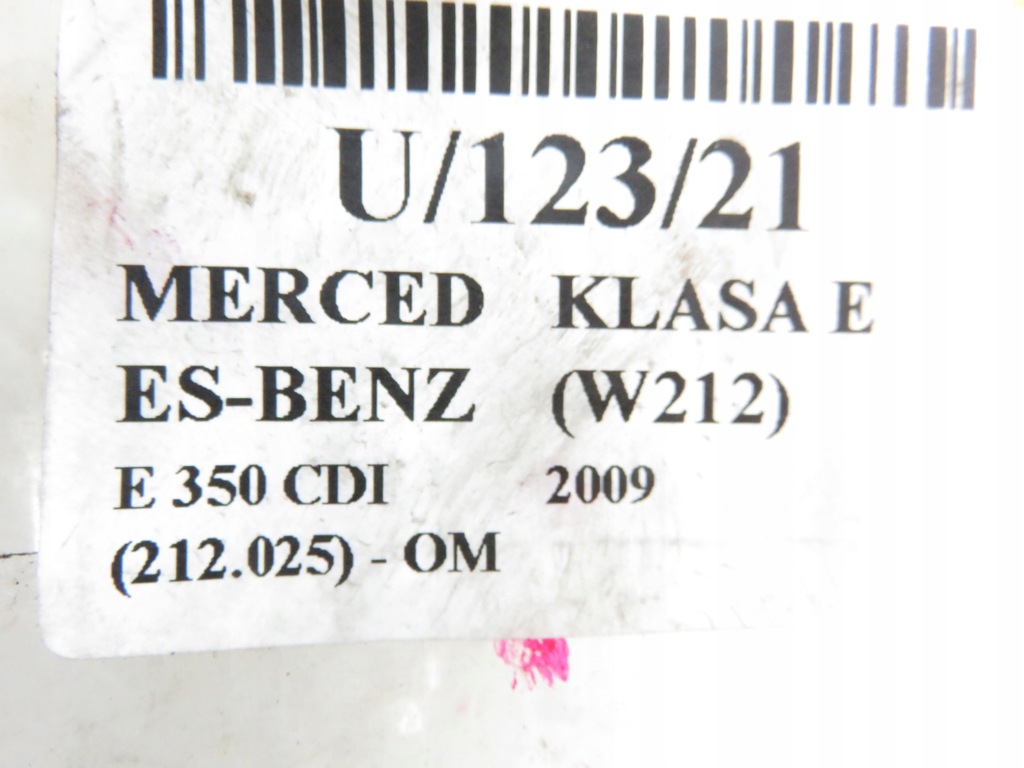 U/123/21
MERCED KLASA E
ES-BENZ (W212)
E 350 CDI 2009
(212.025) - OM